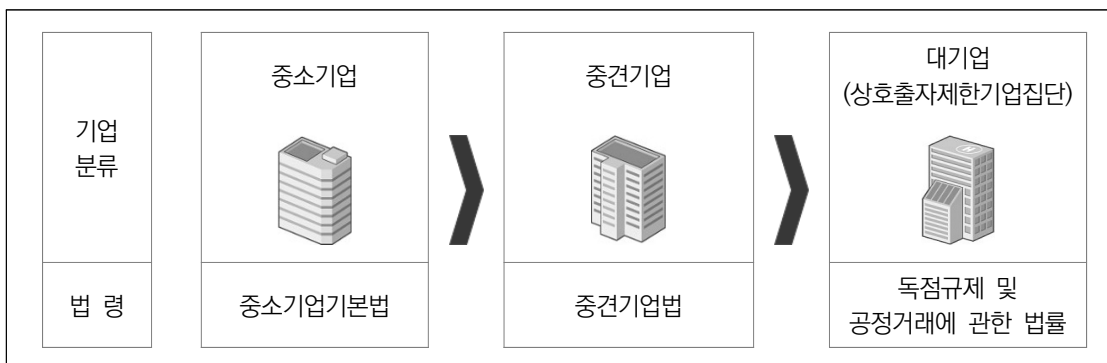 기업
분류
중소기업
중견기업
대기업
(상호출자제한기업집단)
H
법 령
중소기업기본법
중견기업법
독점규제 및
공정거래에 관한 법률